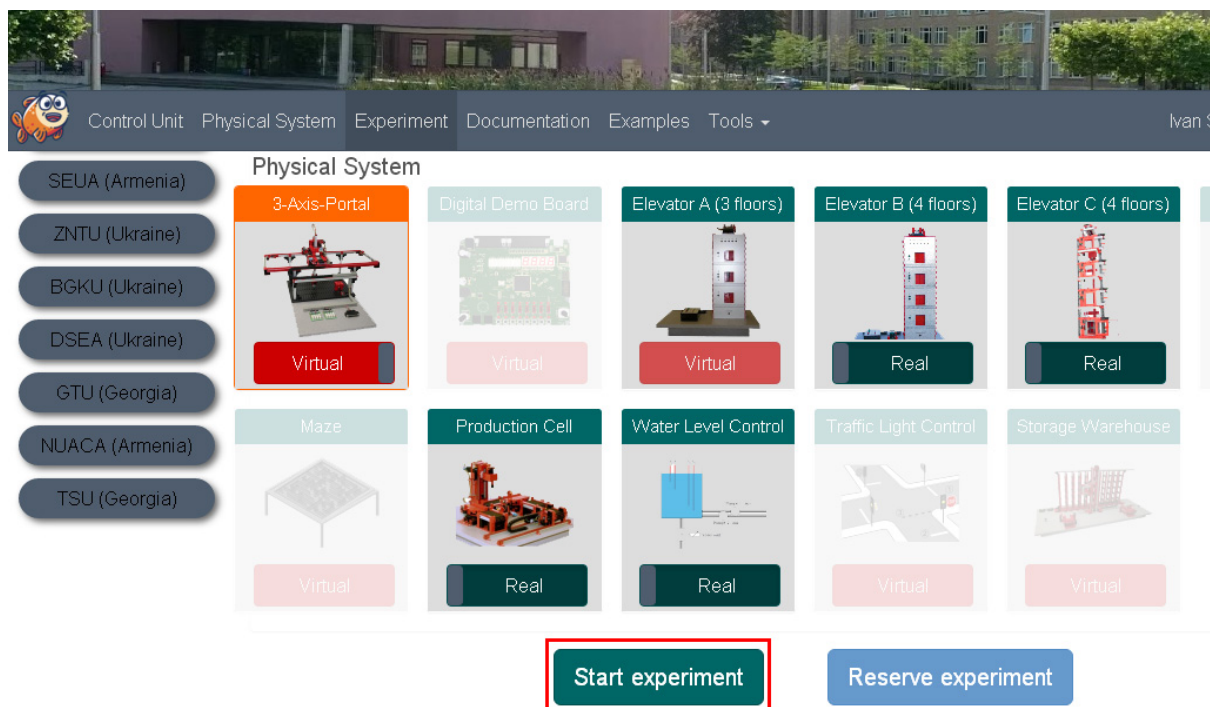 Control Unit Physical System Experiment Documentation Examples Tools Ivan S
SEUA (Armenia)
ZNTU (Ukraine)
BGKU (Ukraine)
DSEA (Ukraine)
GTU (Georgia)
NUACA (Armenia)
TSU (Georgia)
Physical System
3-Axis-Portal
Virtual
Digital Demo Board
Virtual
Elevator A (3 floors)
Virtual
Elevator B (4 floors)
Real
Elevator C (4 floors)
Real
Maze
Virtual
Production Cell
Real
Water Level Control
Real
Traffic Light Control
Virtual
Storage Warehouse
Virtual
Start experiment
Reserve experiment